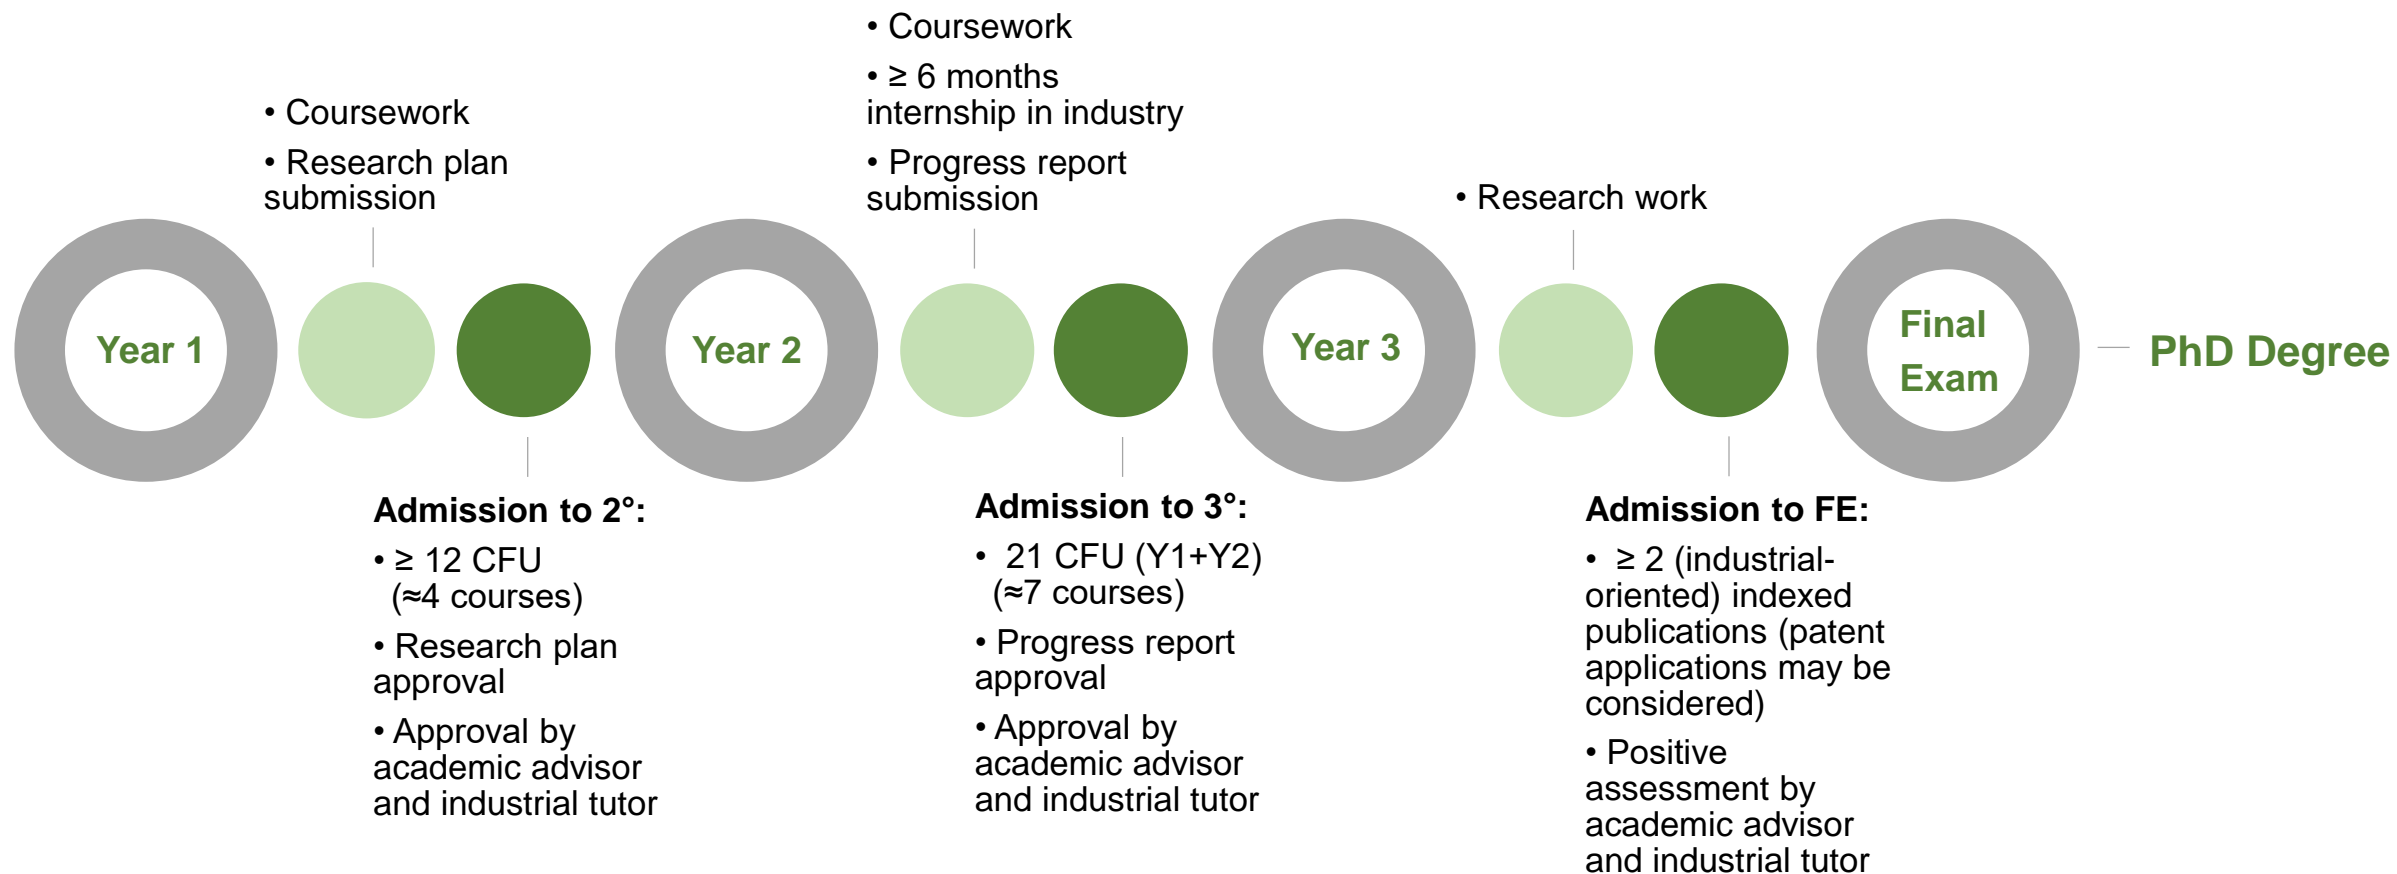 • Coursework
• Research plan
submission
• Coursework
• ≥ 6 months
internship in industry
• Progress report
submission
• Research work
Year 1
Year 2
Year 3
Final
Exam
PhD Degree
Admission to 2°:
• ≥ 12 CFU
(≈4 courses)
• Research plan
approval
• Approval by
academic advisor
and industrial tutor
Admission to 3°:
• 21 CFU (Y1+Y2)
(≈7 courses)
• Progress report
approval
• Approval by
academic advisor
and industrial tutor
Admission to FE:
• ≥ 2 (industrial-
oriented) indexed
publications (patent
applications may be
considered)
• Positive
assessment by
academic advisor
and industrial tutor